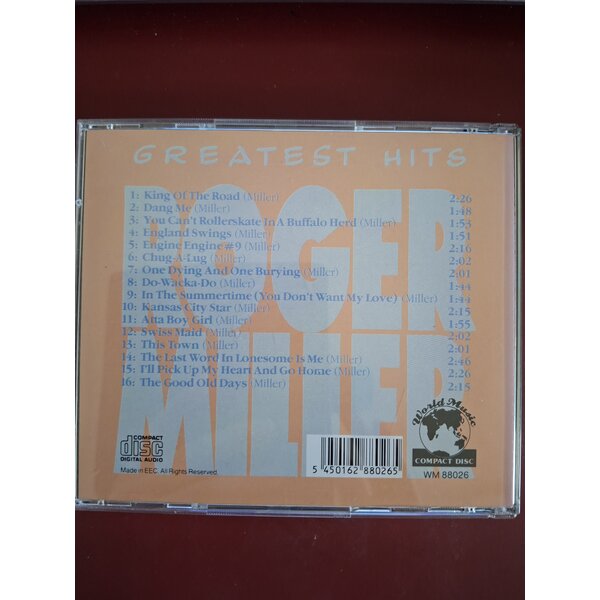 GREATEST HITS
ROGER
MILLER
1: King Of The Road (Miller) 2:26
2: Dang Me (Miller) 1:48
3: You Can't Rollerskate In A Buffalo Herd (Miller) 1:53
4: England Swings (Miller) 1:51
5: Engine Engine #9 (Miller) 2:16
6: Chug-A-Lug (Miller) 2:02
7: One Dying And One Burying (Miller) 2:01
8: Do-Wacka-Do (Miller) 1:44
9: In The Summertime (You Don't Want My Love) (Miller) 1:44
10: Kansas City Star (Miller) 2:15
11: Atta Boy Girl (Miller) 1:55
12: Swiss Maid (Miller) 2:02
13: This Town (Miller) 2:01
14: The Last Word In Lonesome Is Me (Miller) 2:46
15: I'll Pick Up My Heart And Go Home (Miller) 2:26
16: The Good Old Days (Miller) 2:15
COMPACT
disc
DIGITAL AUDIO
Made in EEC. All Rights Reserved.
5 450162 880265
World Music
COMPACT DISC
WM 88026